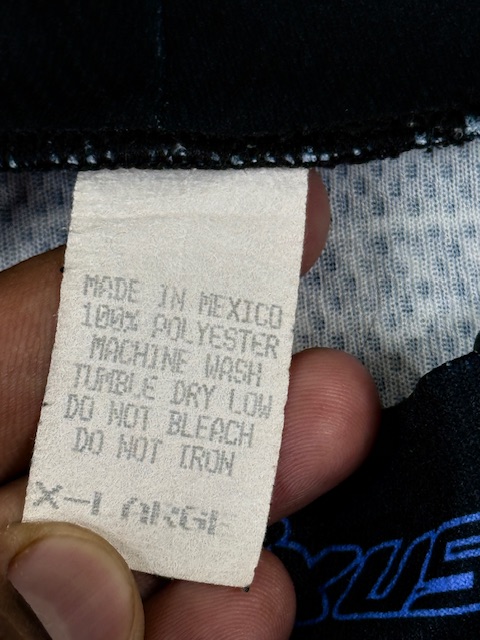 MADE IN MEXICO
100% POLYESTER
MACHINE WASH
TUMBLE DRY LOW
DO NOT BLEACH
DO NOT IRON
X-LARGE